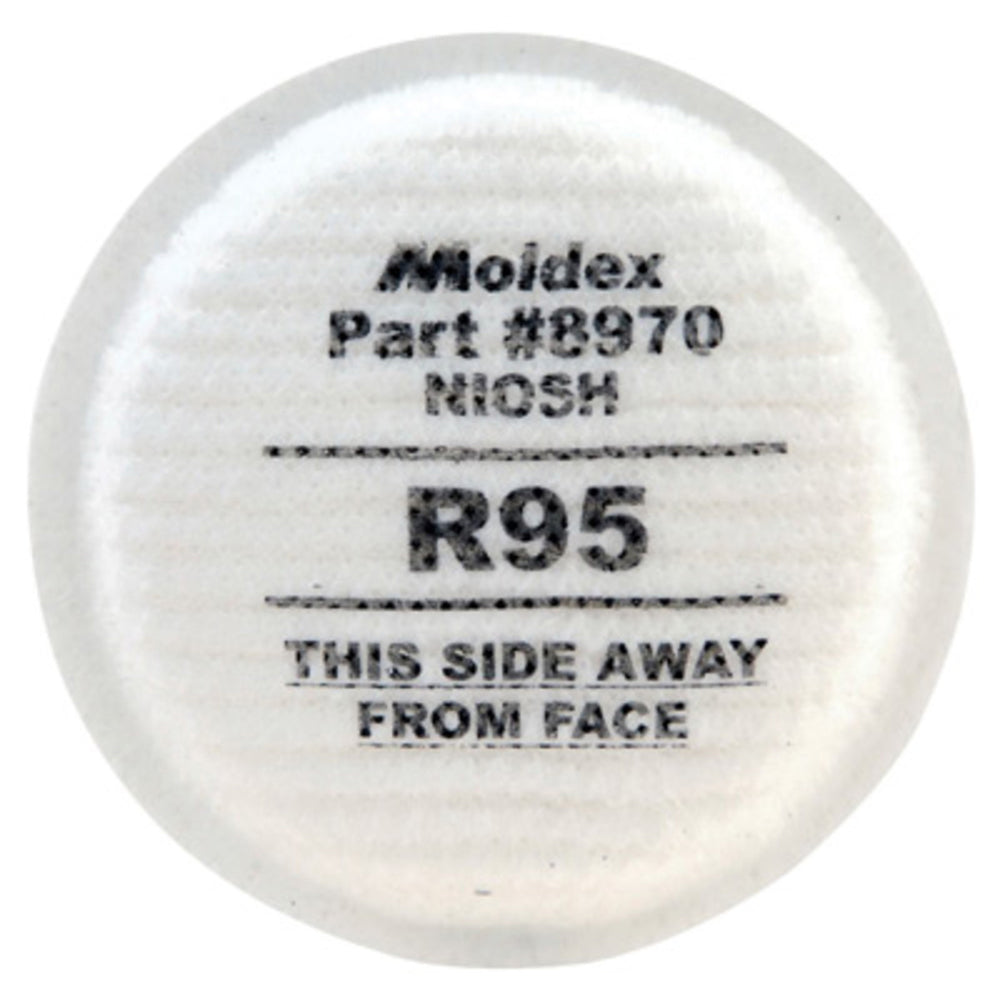 Moldex
Part #8970
NIOSH
R95
THIS SIDE AWAY
FROM FACE